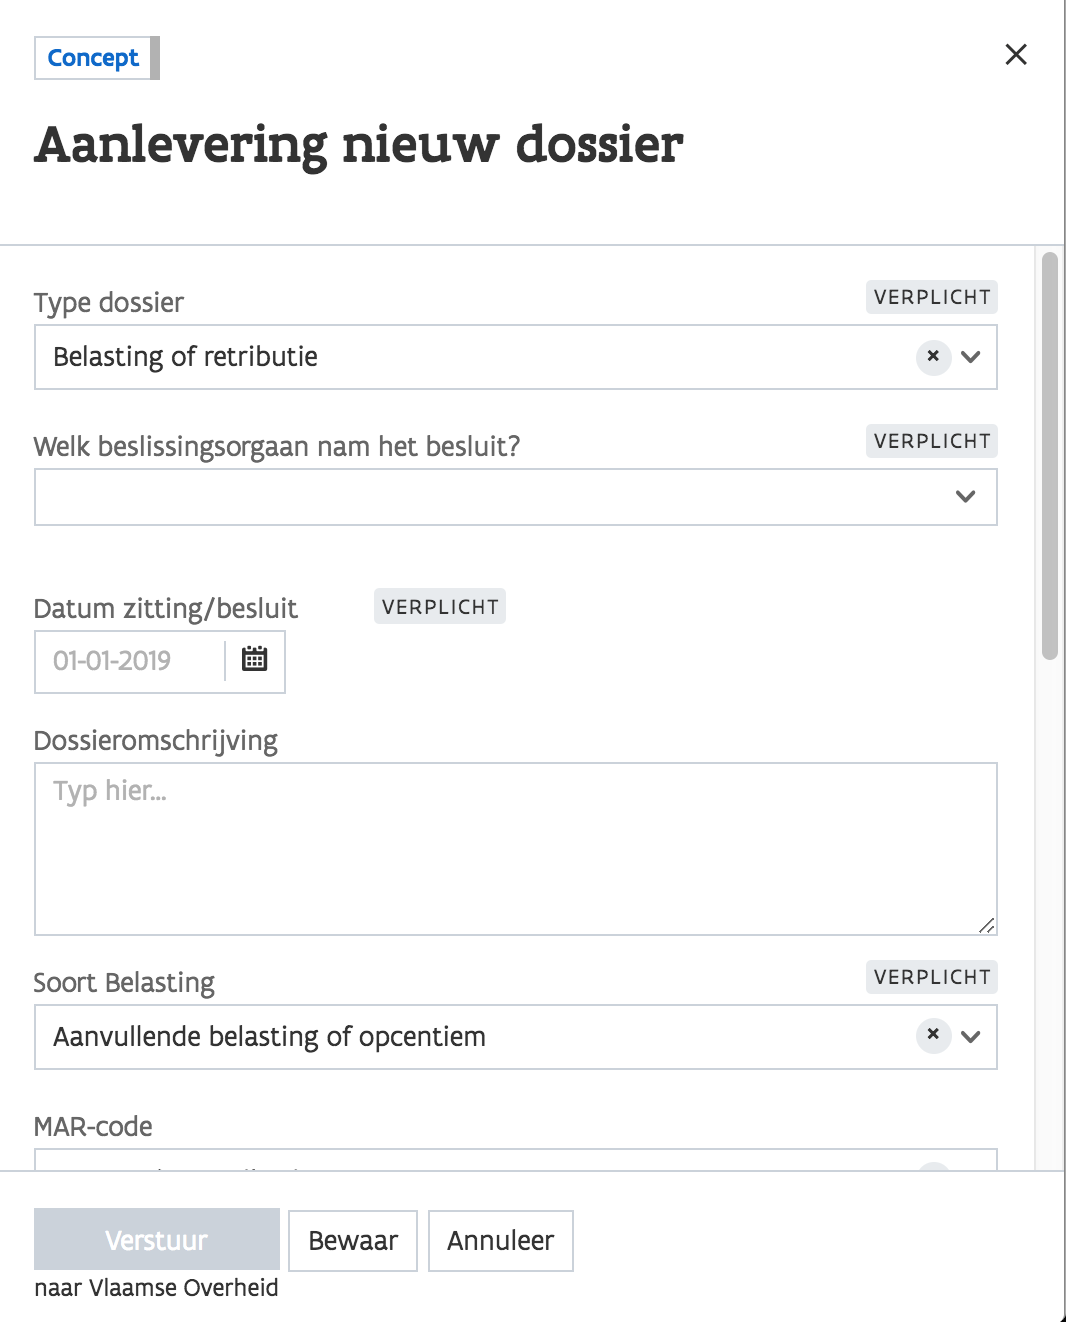 Concept
Aanlevering nieuw dossier
Type dossier VERPLICHT
Belasting of retributie
Welk beslissingsorgaan nam het besluit? VERPLICHT
Datum zitting/besluit VERPLICHT
01-01-2019
Dossieromschrijving
Typ hier...
Soort Belasting VERPLICHT
Aanvullende belasting of opcentiem
MAR-code
Verstuur Bewaar Annuleer
naar Vlaamse Overheid